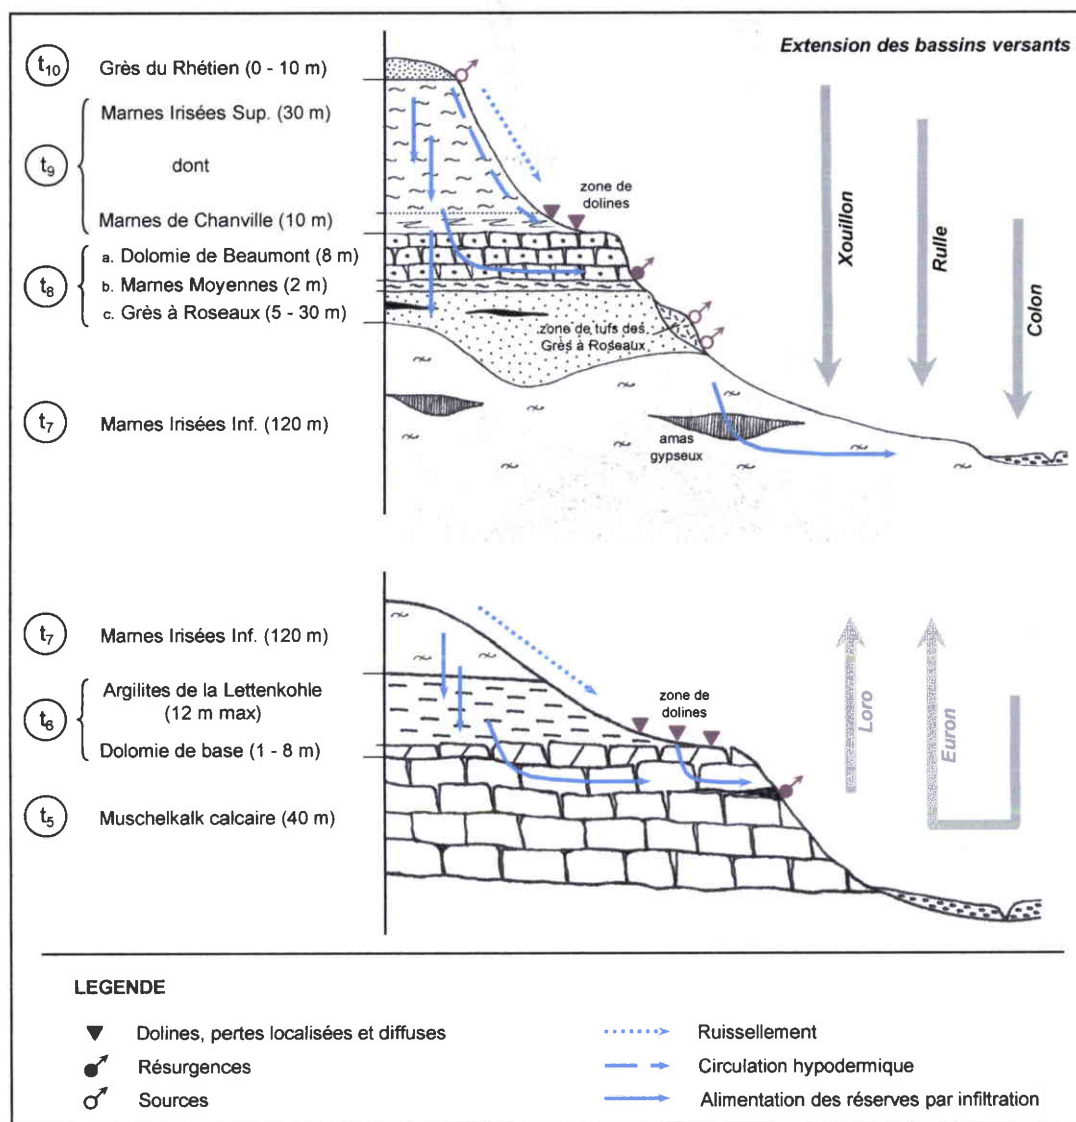 Extension des bassins versants
t10 Grès du Rhétien (0 - 10 m)
Marnes Irisées Sup. (30 m)
t9 dont
Marnes de Chanville (10 m)
a. Dolomie de Beaumont (8 m)
t8 b. Marnes Moyennes (2 m)
c. Grès à Roseaux (5 - 30 m)
t7 Marnes Irisées Inf. (120 m)
zone de
dolines
zone de tufs des
Grès à Roseaux
amas
gypseux
Xouillon
Rulle
Colon
t7 Marnes Irisées Inf. (120 m)
Argilites de la Lettenkohle
t6 (12 m max)
Dolomie de base (1 - 8 m)
t5 Muschelkalk calcaire (40 m)
zone de
dolines
Loro
Euron
LEGENDE
Dolines, pertes localisées et diffuses
Résurgences
Sources
Ruissellement
Circulation hypodermique
Alimentation des réserves par infiltration